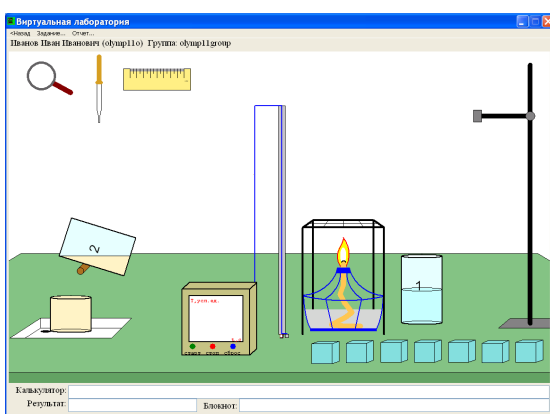 Виртуальная лаборатория
<Назад Задание... Отчет...
Иванов Иван Иванович (olymp11o) Группа: olymp11group
2
1
T,усл.ед.
старт стоп сброс
Калькулятор:
Результат: Блокнот: